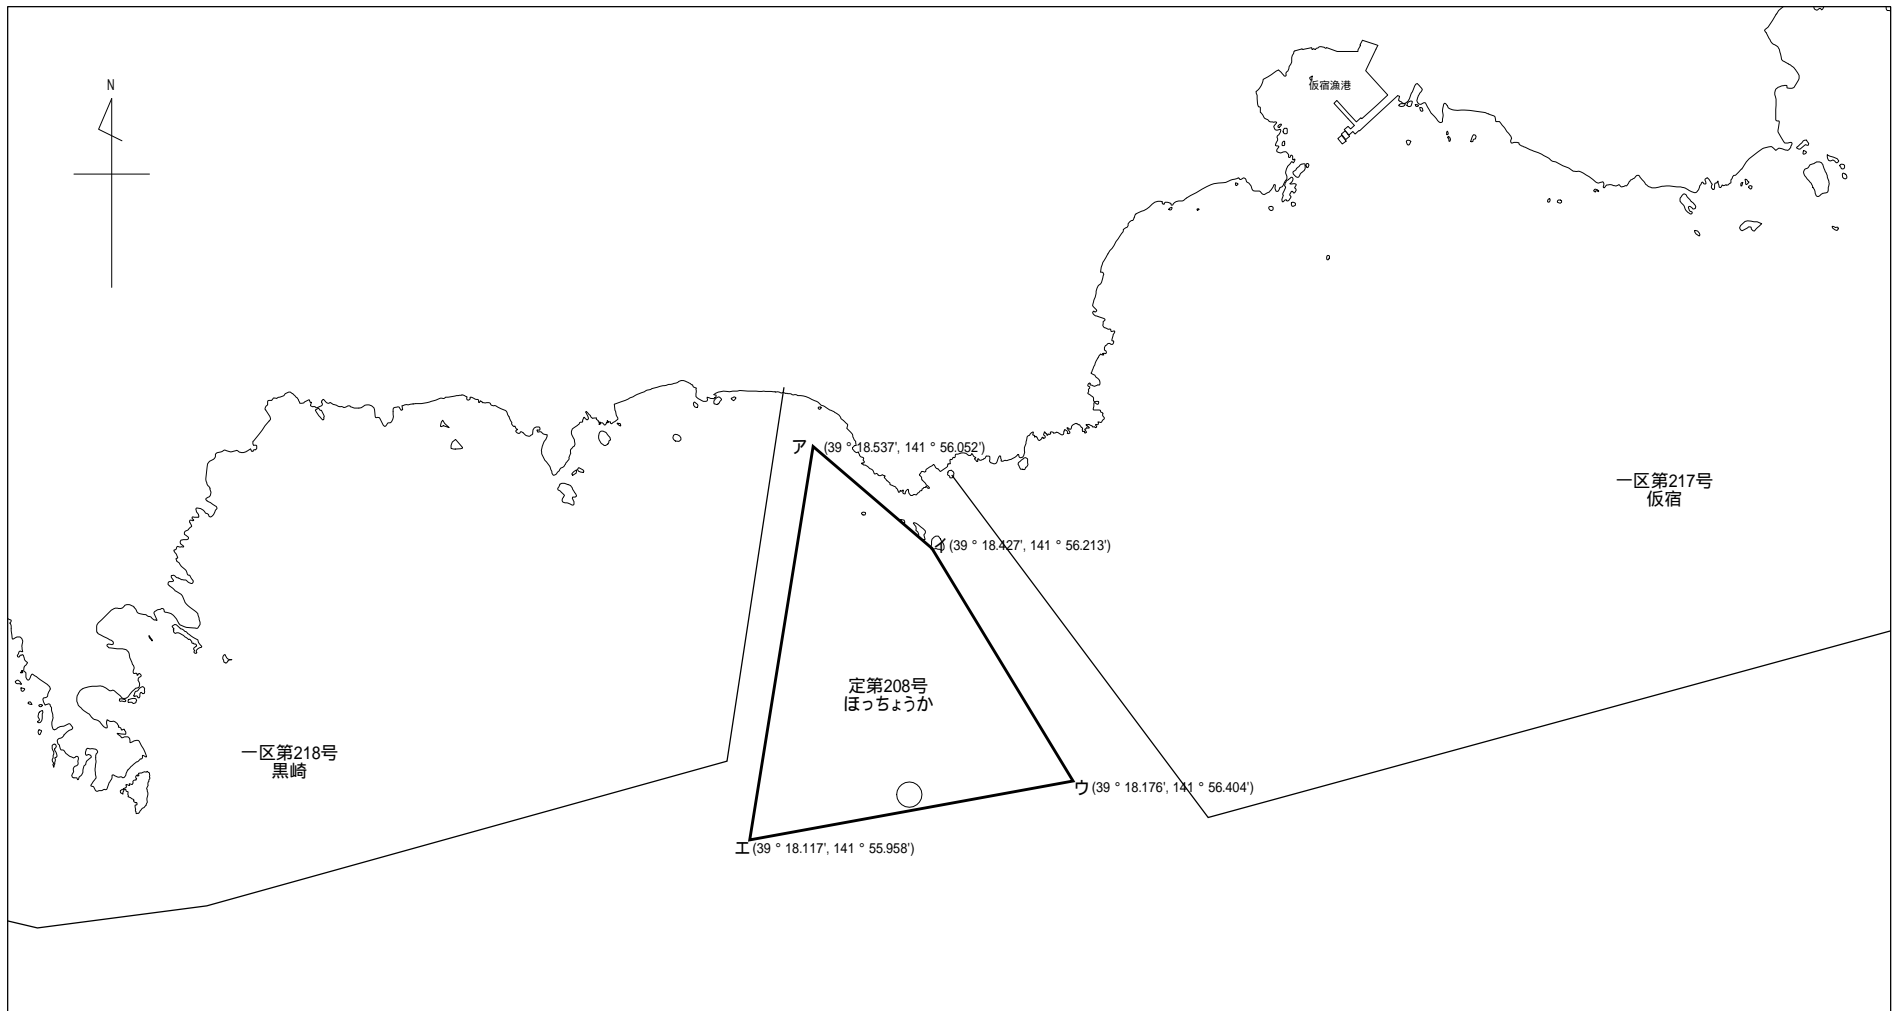 N
仮宿漁港
ア (39 ° 18.537', 141 ° 56.052')
一区第217号
仮宿
イ (39 ° 18.427', 141 ° 56.213')
定第208号
ほっちょうか
一区第218号
黒崎
ウ (39 ° 18.176', 141 ° 56.404')
エ (39 ° 18.117', 141 ° 55.958')